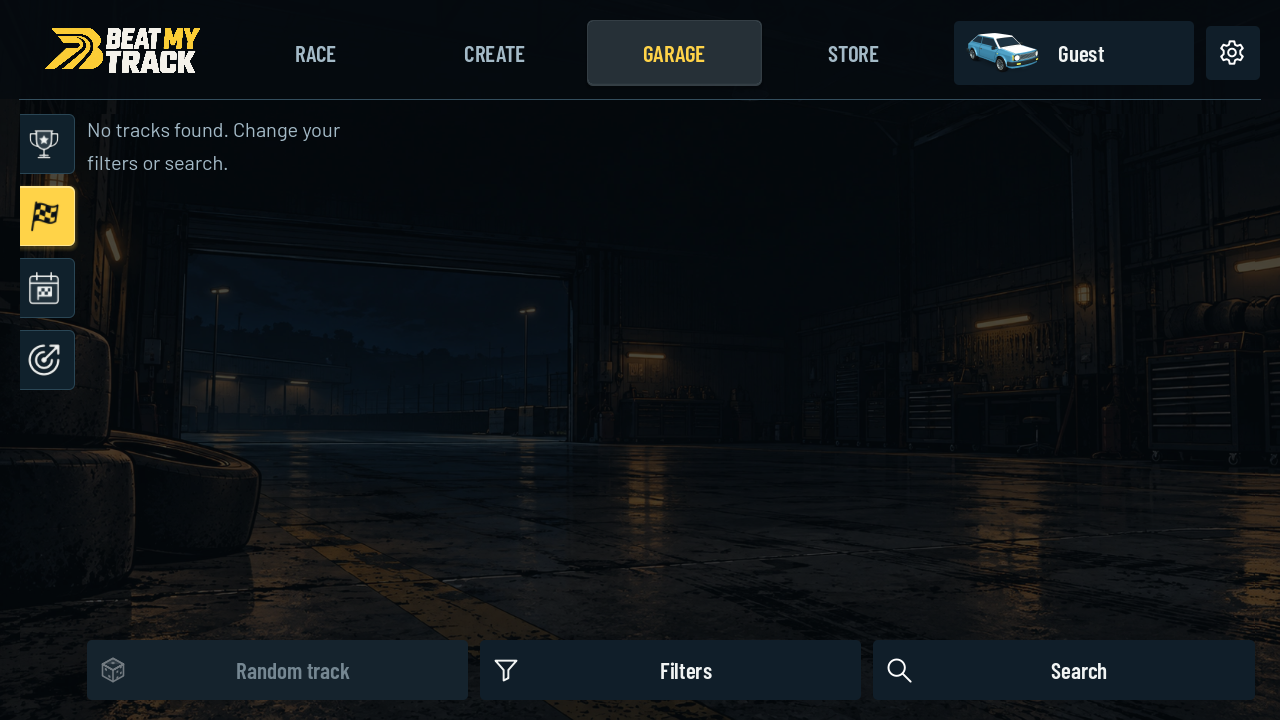 BEAT MY
TRACK
RACE
CREATE
GARAGE
STORE
Guest
No tracks found. Change your
filters or search.
Random track
Filters
Search